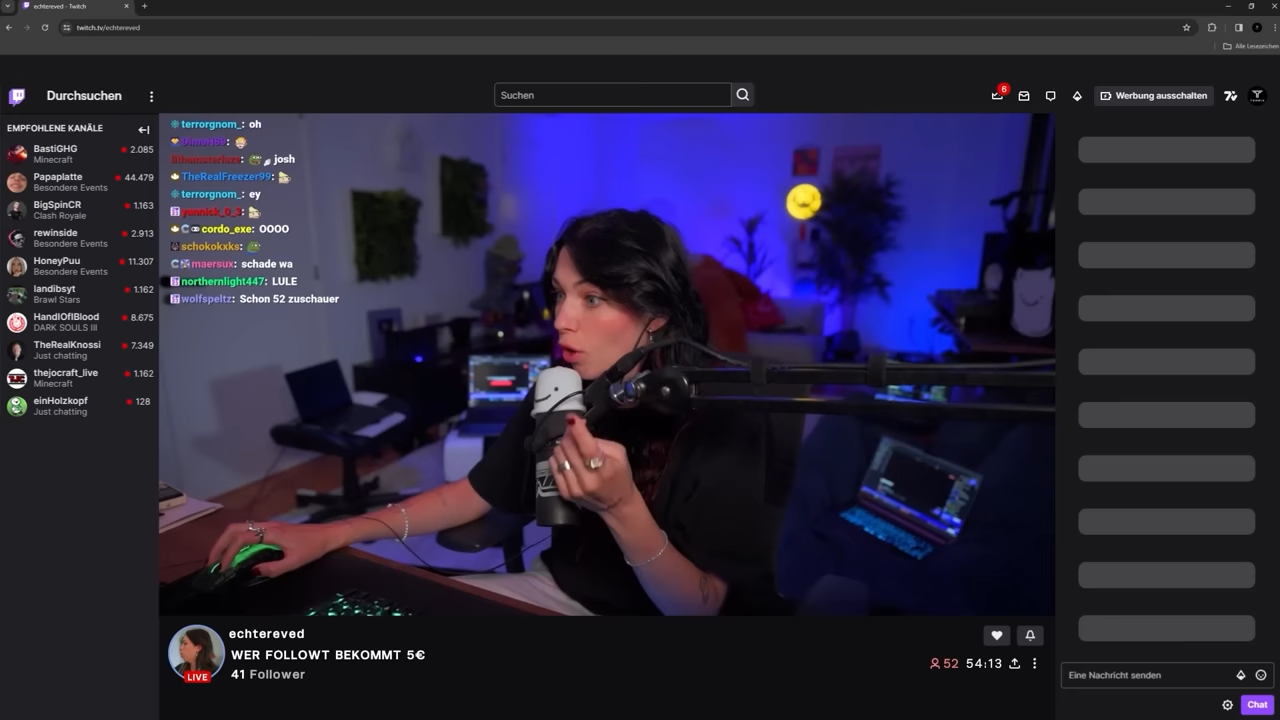 echtereved - Twitch
twitch.tv/echtereved
Alle Lesezeichen
Durchsuchen
Suchen
6
Werbung ausschalten
EMPFOHLENE KANÄLE
BastiGHG
2.085
Minecraft
Papaplatte
44.479
Besondere Events
BigSpinCR
1.163
Clash Royale
rewinside
2.913
Besondere Events
HoneyPuu
11.307
Besondere Events
landibsyt
1.162
Brawl Stars
HandIOfIBlood
8.675
DARK SOULS III
TheRealKnossi
7.349
Just chatting
thejocraft_live
1.162
Minecraft
einHolzkopf
128
Just chatting
terrorgnom_: oh
josh
TheRealFreezer99:
terrorgnom_: ey
yannick_0_3:
cordo_exe: OOOO
schokokxks:
maersux: schade wa
northernlight447: LULE
wolfspeltz: Schon 52 zuschauer
echtereved
WER FOLLOWT BEKOMMT 5€
41 Follower
LIVE
52 54:13
Eine Nachricht senden
Chat